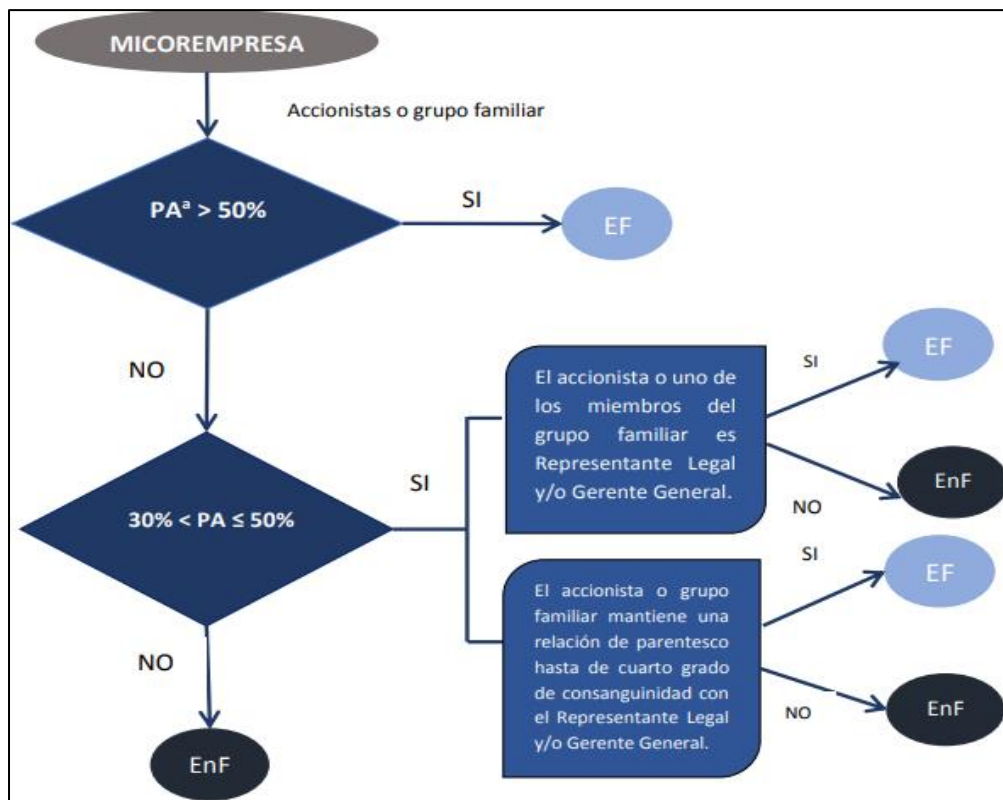 MICOREMPRESA
Accionistas o grupo familiar
PAª > 50%
SI
EF
NO
30% < PA ≤ 50%
SI
El accionista o uno de
los miembros del
grupo familiar es
Representante Legal
y/o Gerente General.
SI
EF
NO
EnF
El accionista o grupo
familiar mantiene una
relación de parentesco
hasta de cuarto grado
de consanguinidad con
el Representante Legal
y/o Gerente General.
SI
EF
NO
EnF
NO
EnF